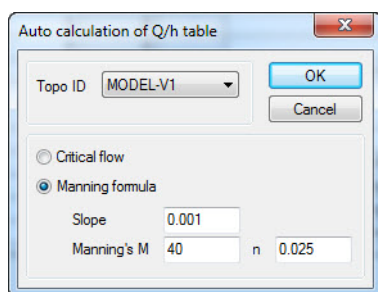 Auto calculation of Q/h table
Topo ID MODEL-V1 OK
Cancel
Critical flow
Manning formula
Slope 0.001
Manning's M 40 n 0.025